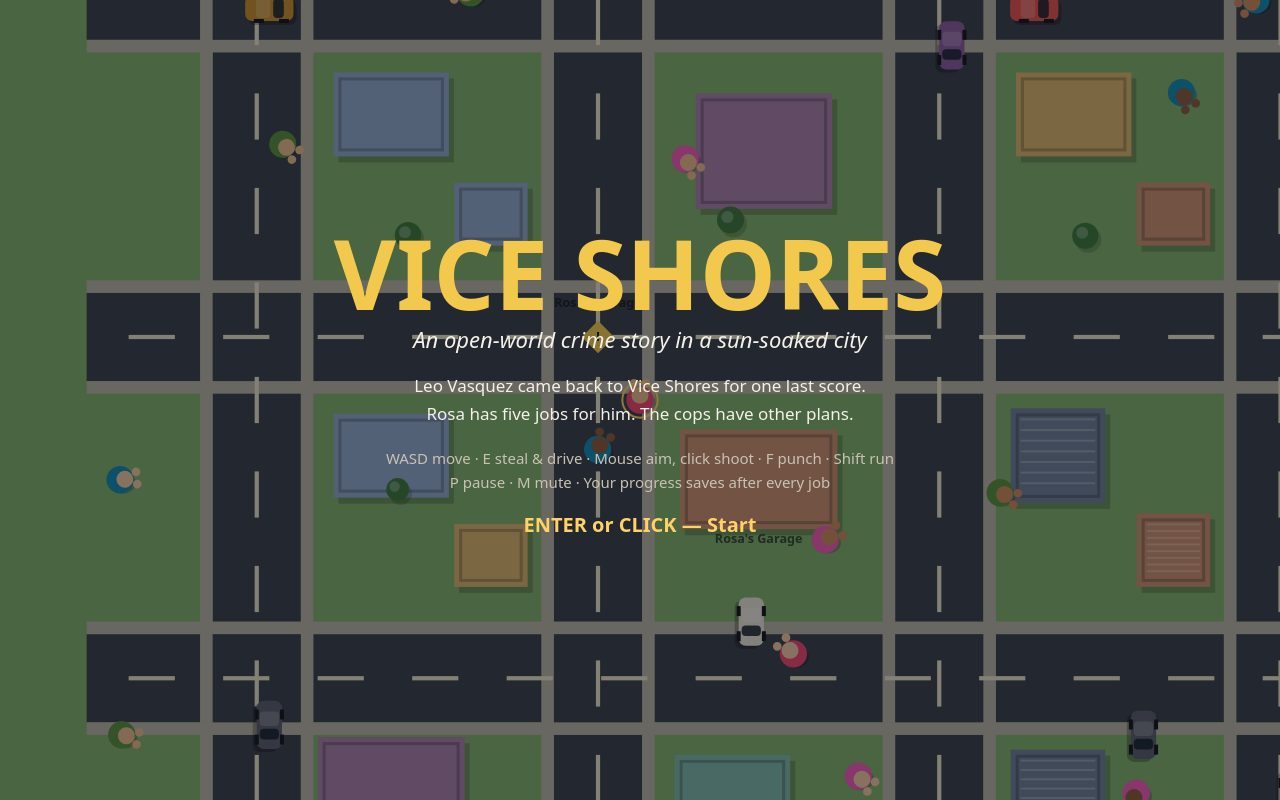 VICE SHORES
An open-world crime story in a sun-soaked city
Leo Vasquez came back to Vice Shores for one last score.
Rosa has five jobs for him. The cops have other plans.
WASD move · E steal & drive · Mouse aim, click shoot · F punch · Shift run
P pause · M mute · Your progress saves after every job
ENTER or CLICK — Start
Rosa's Garage